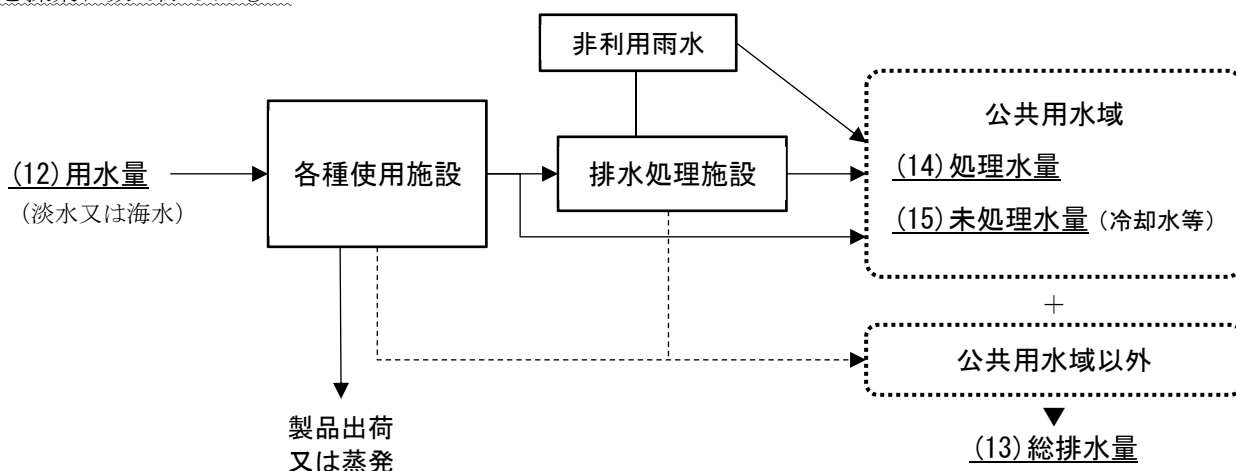 非利用雨水
公共用水域
(12)用水量
(淡水又は海水)
各種使用施設
排水処理施設
(14)処理水量
(15)未処理水量(冷却水等)
+
公共用水域以外
製品出荷
又は蒸発
(13)総排水量